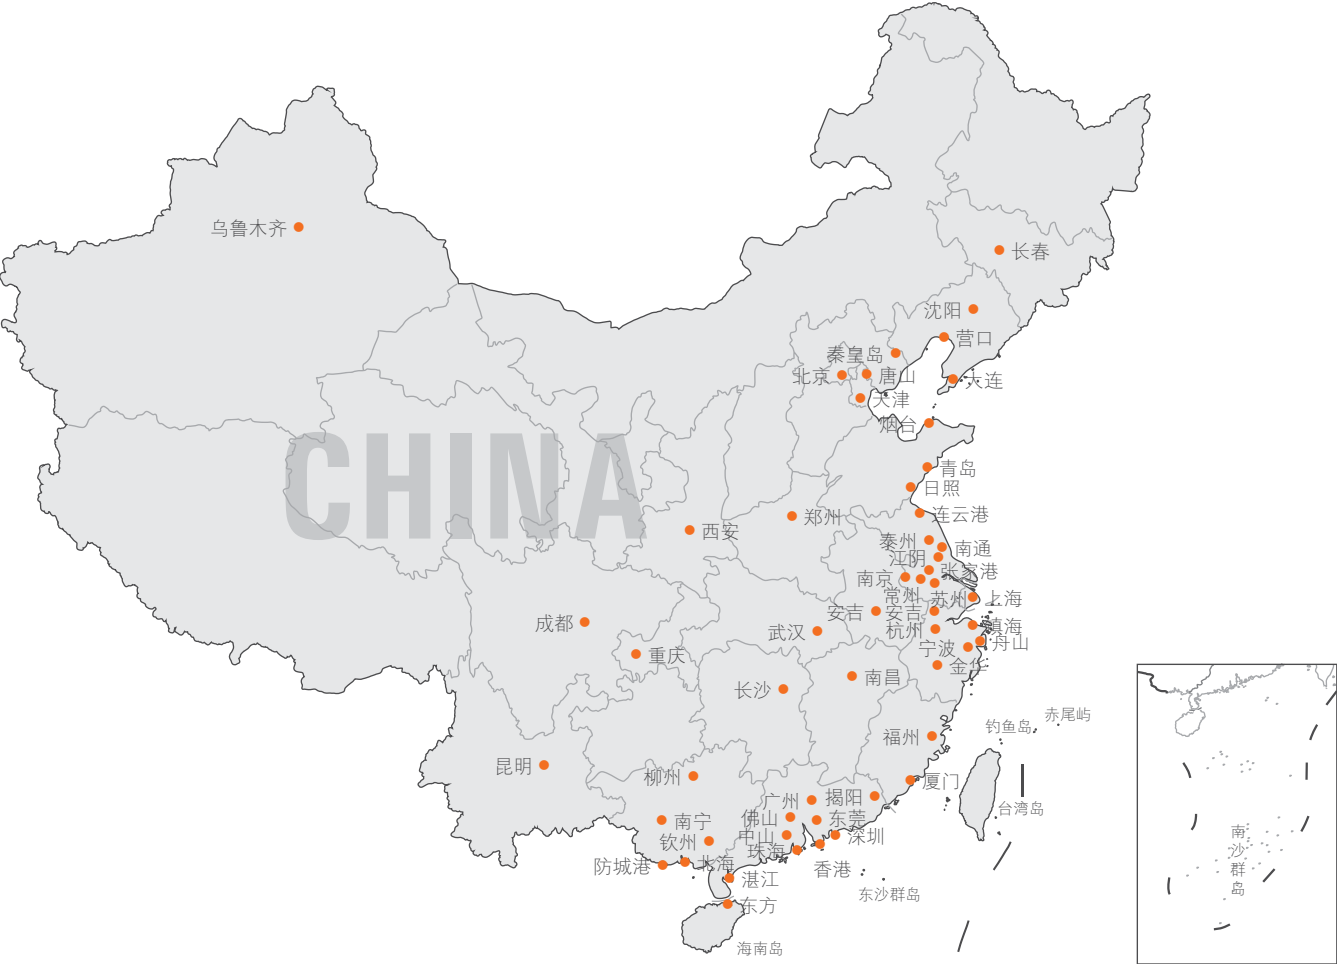 乌鲁木齐
长春
沈阳
营口
秦皇岛
北京
唐山
大连
天津
烟台
CHINA
青岛
日照
连云港
郑州
西安
泰州
南通
江阴
张家港
南京
常州
苏州
上海
安吉
安吉
成都
武汉
杭州
镇海
舟山
宁波
重庆
金华
南昌
长沙
赤尾屿
钓鱼岛
福州
昆明
柳州
厦门
广州
揭阳
台湾岛
佛山
东莞
南宁
中山
深圳
钦州
珠海
防城港
北海
香港
湛江
东沙群岛
东方
海南岛
南
沙
群
岛